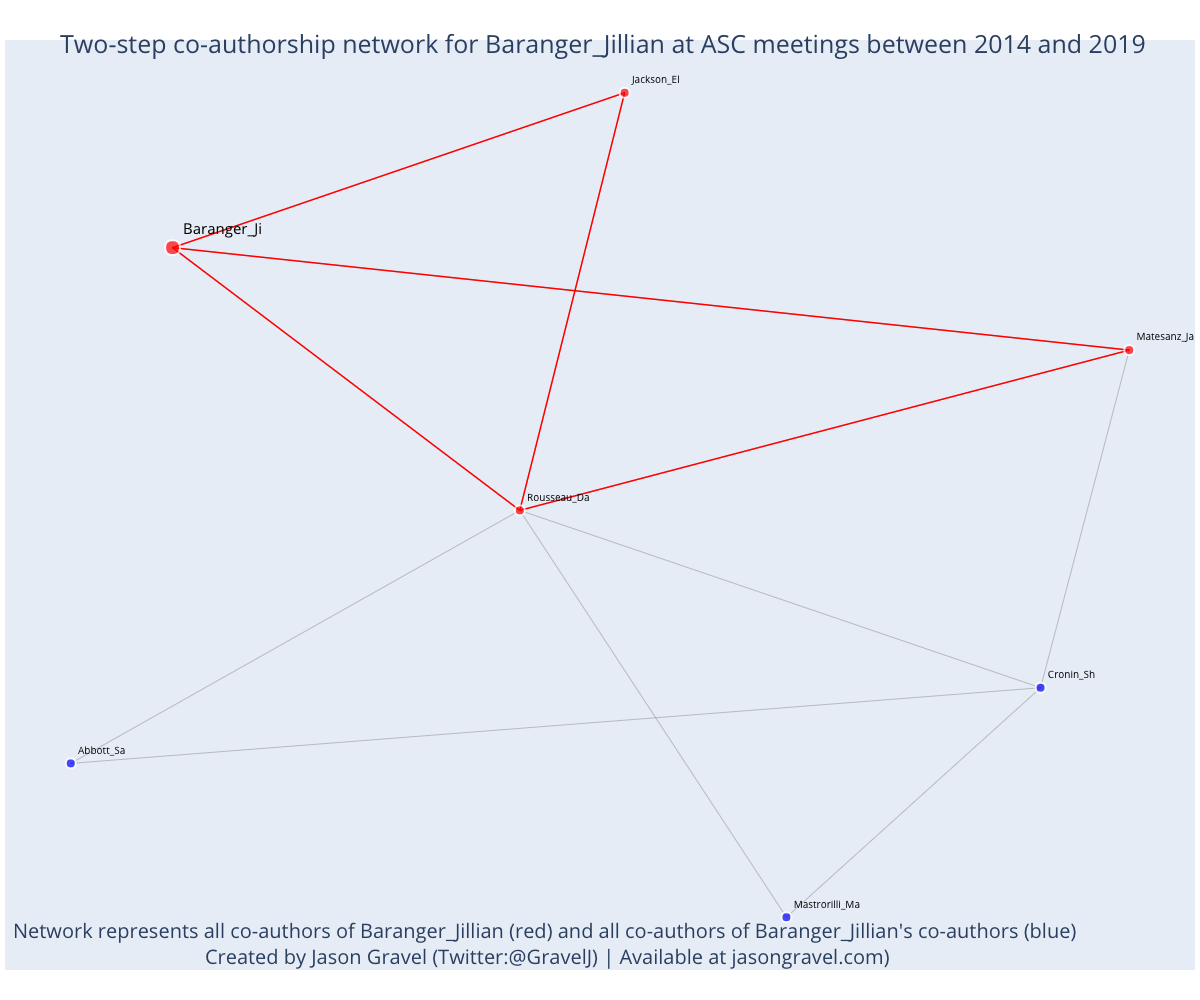 Two-step co-authorship network for Baranger_Jillian at ASC meetings between 2014 and 2019
Jackson_El
Baranger_Ji
Matesanz_Ja
Rousseau_Da
Cronin_Sh
Abbott_Sa
Mastrorilli_Ma
Network represents all co-authors of Baranger_Jillian (red) and all co-authors of Baranger_Jillian's co-authors (blue)
Created by Jason Gravel (Twitter:@GravelJ) | Available at jasongravel.com)